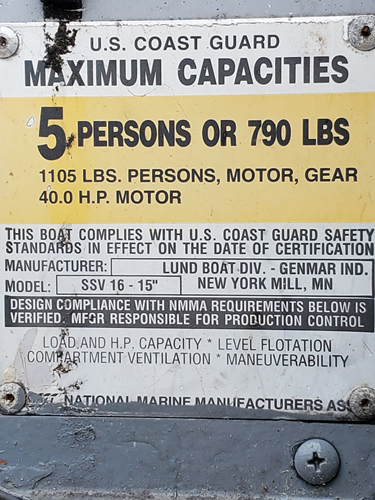 U.S. COAST GUARD
MAXIMUM CAPACITIES
5 PERSONS OR 790 LBS
1105 LBS. PERSONS, MOTOR, GEAR
40.0 H.P. MOTOR
THIS BOAT COMPLIES WITH U.S. COAST GUARD SAFETY
STANDARDS IN EFFECT ON THE DATE OF CERTIFICATION
MANUFACTURER: LUND BOAT DIV. - GENMAR IND.
MODEL: SSV 16 - 15" NEW YORK MILL, MN
DESIGN COMPLIANCE WITH NMMA REQUIREMENTS BELOW IS
VERIFIED. MFGR RESPONSIBLE FOR PRODUCTION CONTROL
LOAD AND H.P. CAPACITY * LEVEL FLOTATION
COMPARTMENT VENTILATION * MANEUVERABILITY
NATIONAL MARINE MANUFACTURERS